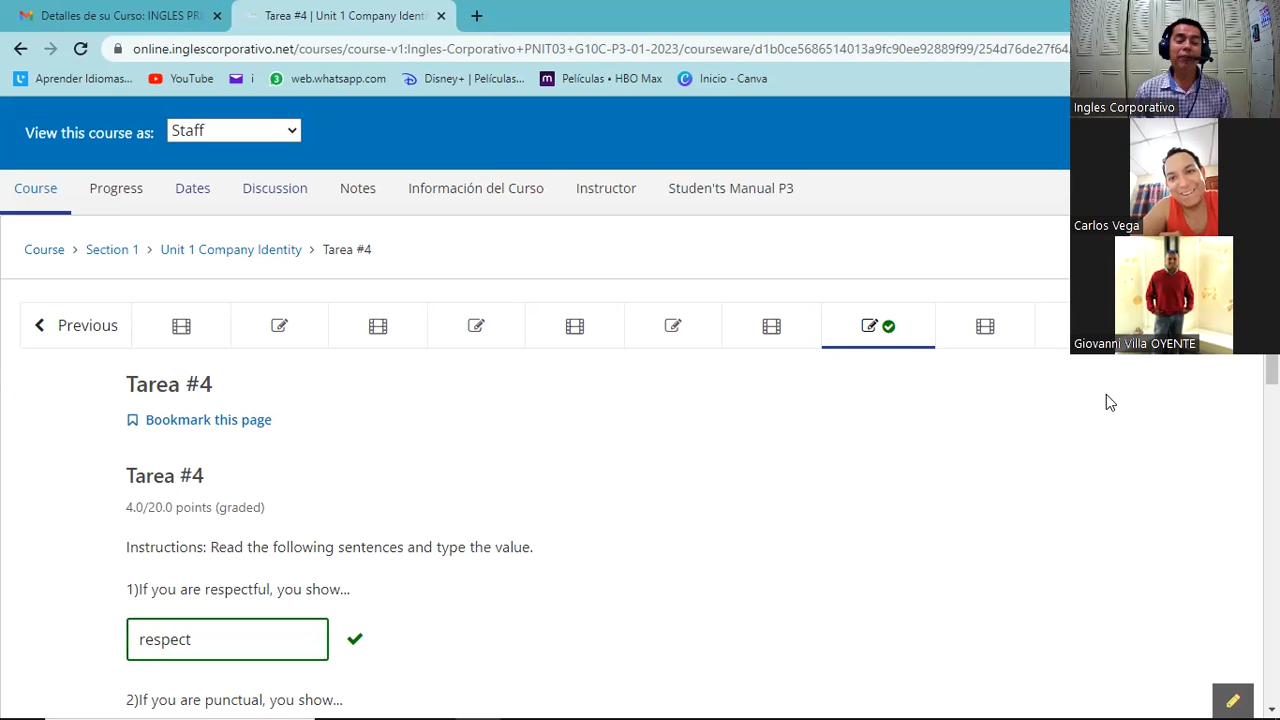 Detalles de su Curso: INGLES PRE
Tarea #4 | Unit 1 Company Identi
online.inglescorporativo.net/courses/course-v1:Ingles-Corporativo+PNIT03+G10C-P3-01-2023/courseware/
Aprender Idiomas...
YouTube
i
web.whatsapp.com
Disney+ | Películas...
Películas • HBO Max
Inicio - Canva
Ingles Corporativo
View this course as:
Staff
Carlos Vega
Course
Progress
Dates
Discussion
Notes
Información del Curso
Instructor
Studen'ts Manual P3
Course > Section 1 > Unit 1 Company Identity > Tarea #4
Previous
Giovanni Villa OYENTE
Tarea #4
Bookmark this page
Tarea #4
4.0/20.0 points (graded)
Instructions: Read the following sentences and type the value.
1)If you are respectful, you show...
respect
2)If you are punctual, you show...